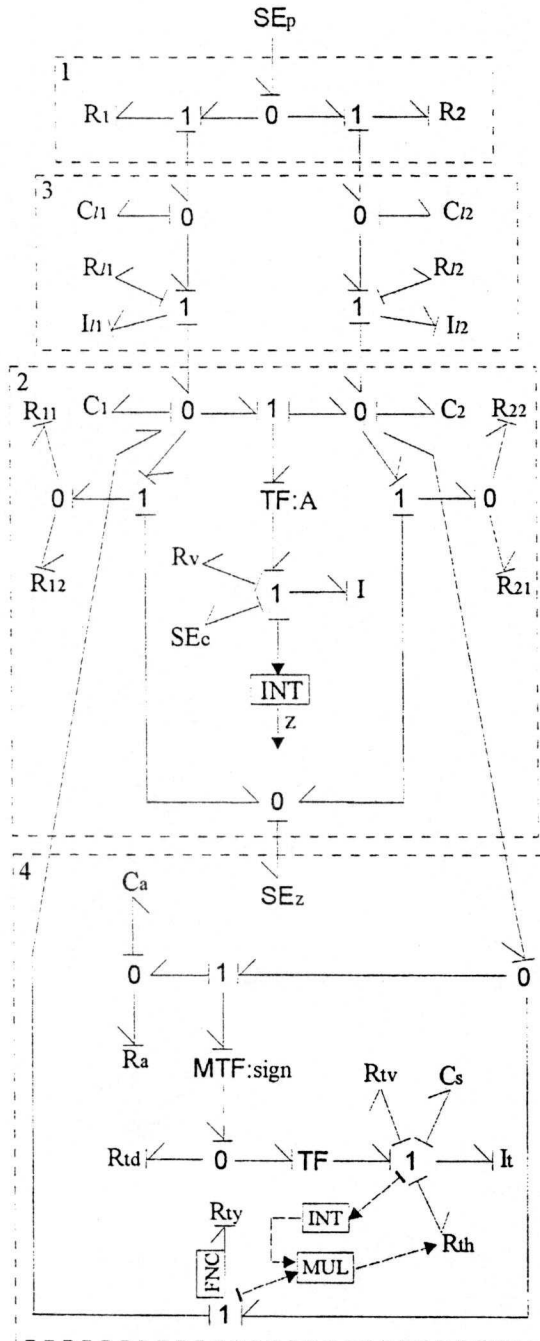 SEp
1
R1 1 0 1 R2
3
Cl1 0 0 Cl2
Rl1 Rl2
1 1
Il1 Il2
2
R11 C1 0 1 0 C2 R22
0 1 TF:A 1 0
R12 Rv R21
1 I
SEc
INT
z
0
4 SEz
Ca
0 1 0
Ra MTF:sign
Rtv Cs
Rtd 0 TF 1 It
Rty INT Rth
FNC MUL
1